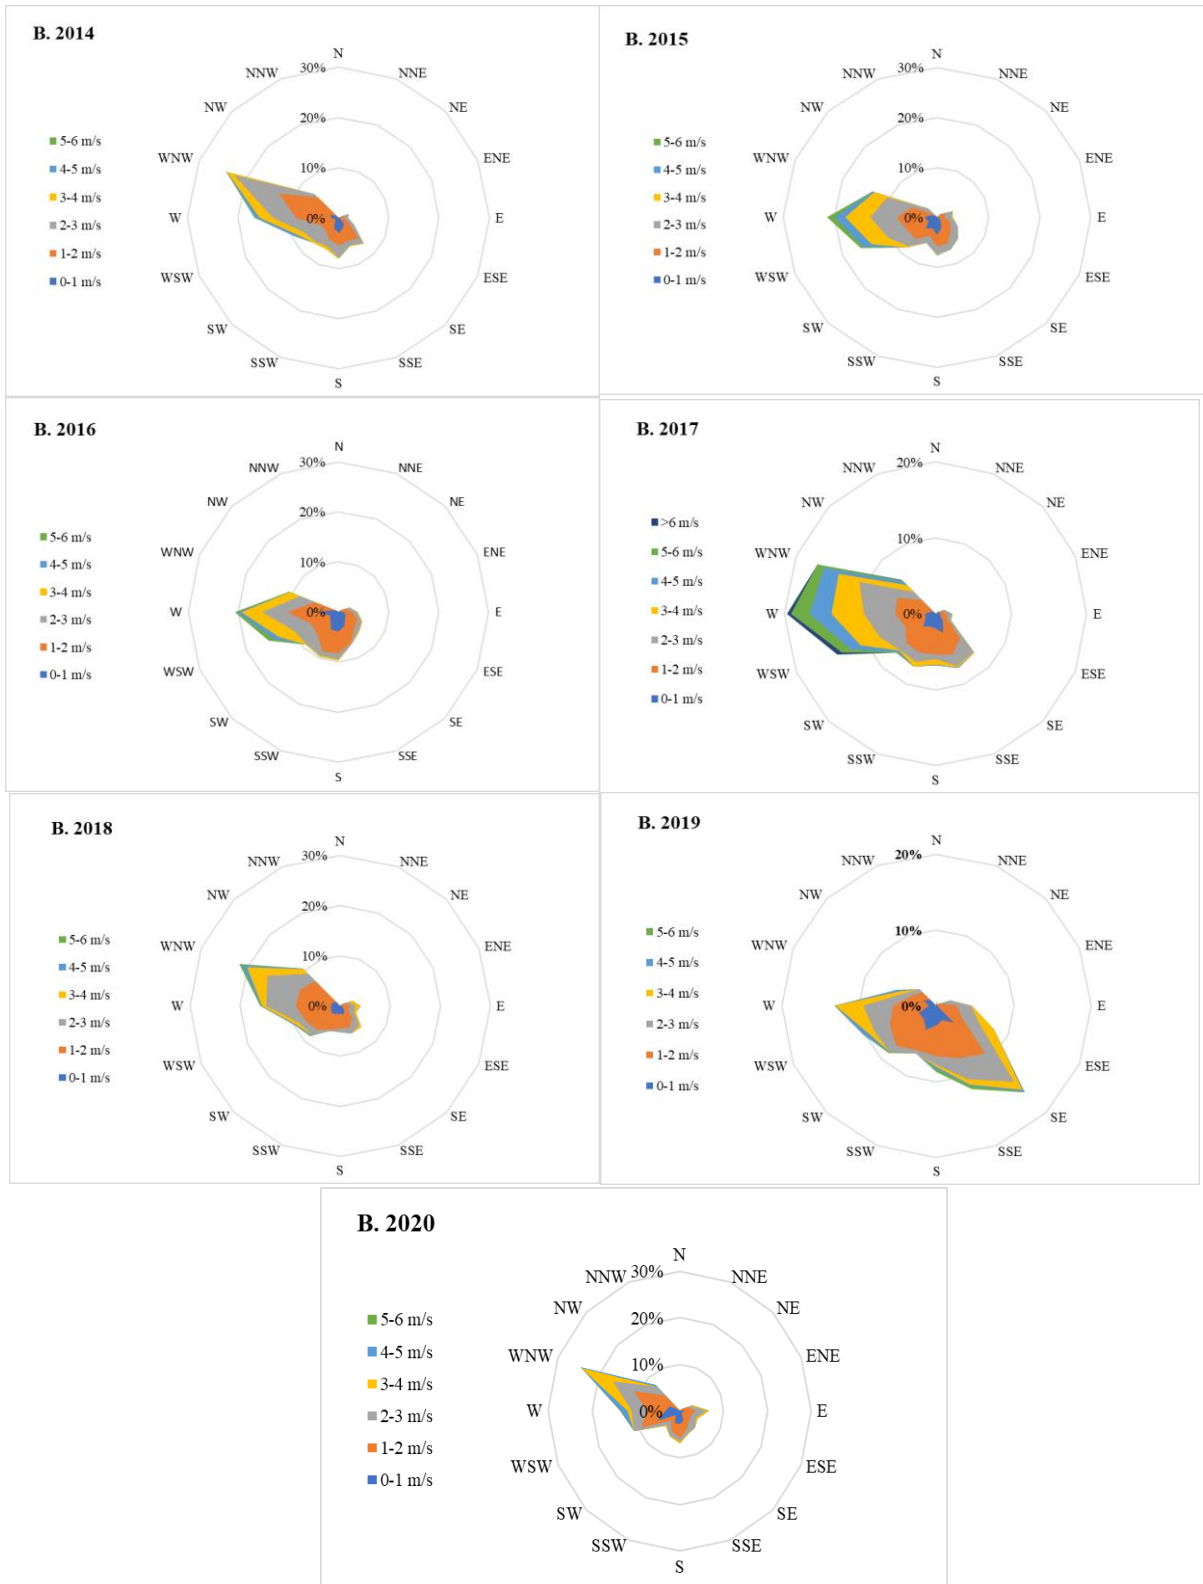 B. 2014
N
NNE
NE
ENE
E
ESE
SE
SSE
S
SSW
SW
WSW
W
WNW
NW
NNW
30%
20%
10%
0%
5-6 m/s
4-5 m/s
3-4 m/s
2-3 m/s
1-2 m/s
0-1 m/s
B. 2015
N
NNE
NE
ENE
E
ESE
SE
SSE
S
SSW
SW
WSW
W
WNW
NW
NNW
30%
20%
10%
0%
5-6 m/s
4-5 m/s
3-4 m/s
2-3 m/s
1-2 m/s
0-1 m/s
B. 2016
N
NNE
NE
ENE
E
ESE
SE
SSE
S
SSW
SW
WSW
W
WNW
NW
NNW
30%
20%
10%
0%
5-6 m/s
4-5 m/s
3-4 m/s
2-3 m/s
1-2 m/s
0-1 m/s
B. 2017
N
NNE
NE
ENE
E
ESE
SE
SSE
S
SSW
SW
WSW
W
WNW
NW
NNW
20%
10%
0%
>6 m/s
5-6 m/s
4-5 m/s
3-4 m/s
2-3 m/s
1-2 m/s
0-1 m/s
B. 2018
N
NNE
NE
ENE
E
ESE
SE
SSE
S
SSW
SW
WSW
W
WNW
NW
NNW
30%
20%
10%
0%
5-6 m/s
4-5 m/s
3-4 m/s
2-3 m/s
1-2 m/s
0-1 m/s
B. 2019
N
NNE
NE
ENE
E
ESE
SE
SSE
S
SSW
SW
WSW
W
WNW
NW
NNW
20%
10%
0%
5-6 m/s
4-5 m/s
3-4 m/s
2-3 m/s
1-2 m/s
0-1 m/s
B. 2020
N
NNE
NE
ENE
E
ESE
SE
SSE
S
SSW
SW
WSW
W
WNW
NW
NNW
30%
20%
10%
0%
5-6 m/s
4-5 m/s
3-4 m/s
2-3 m/s
1-2 m/s
0-1 m/s